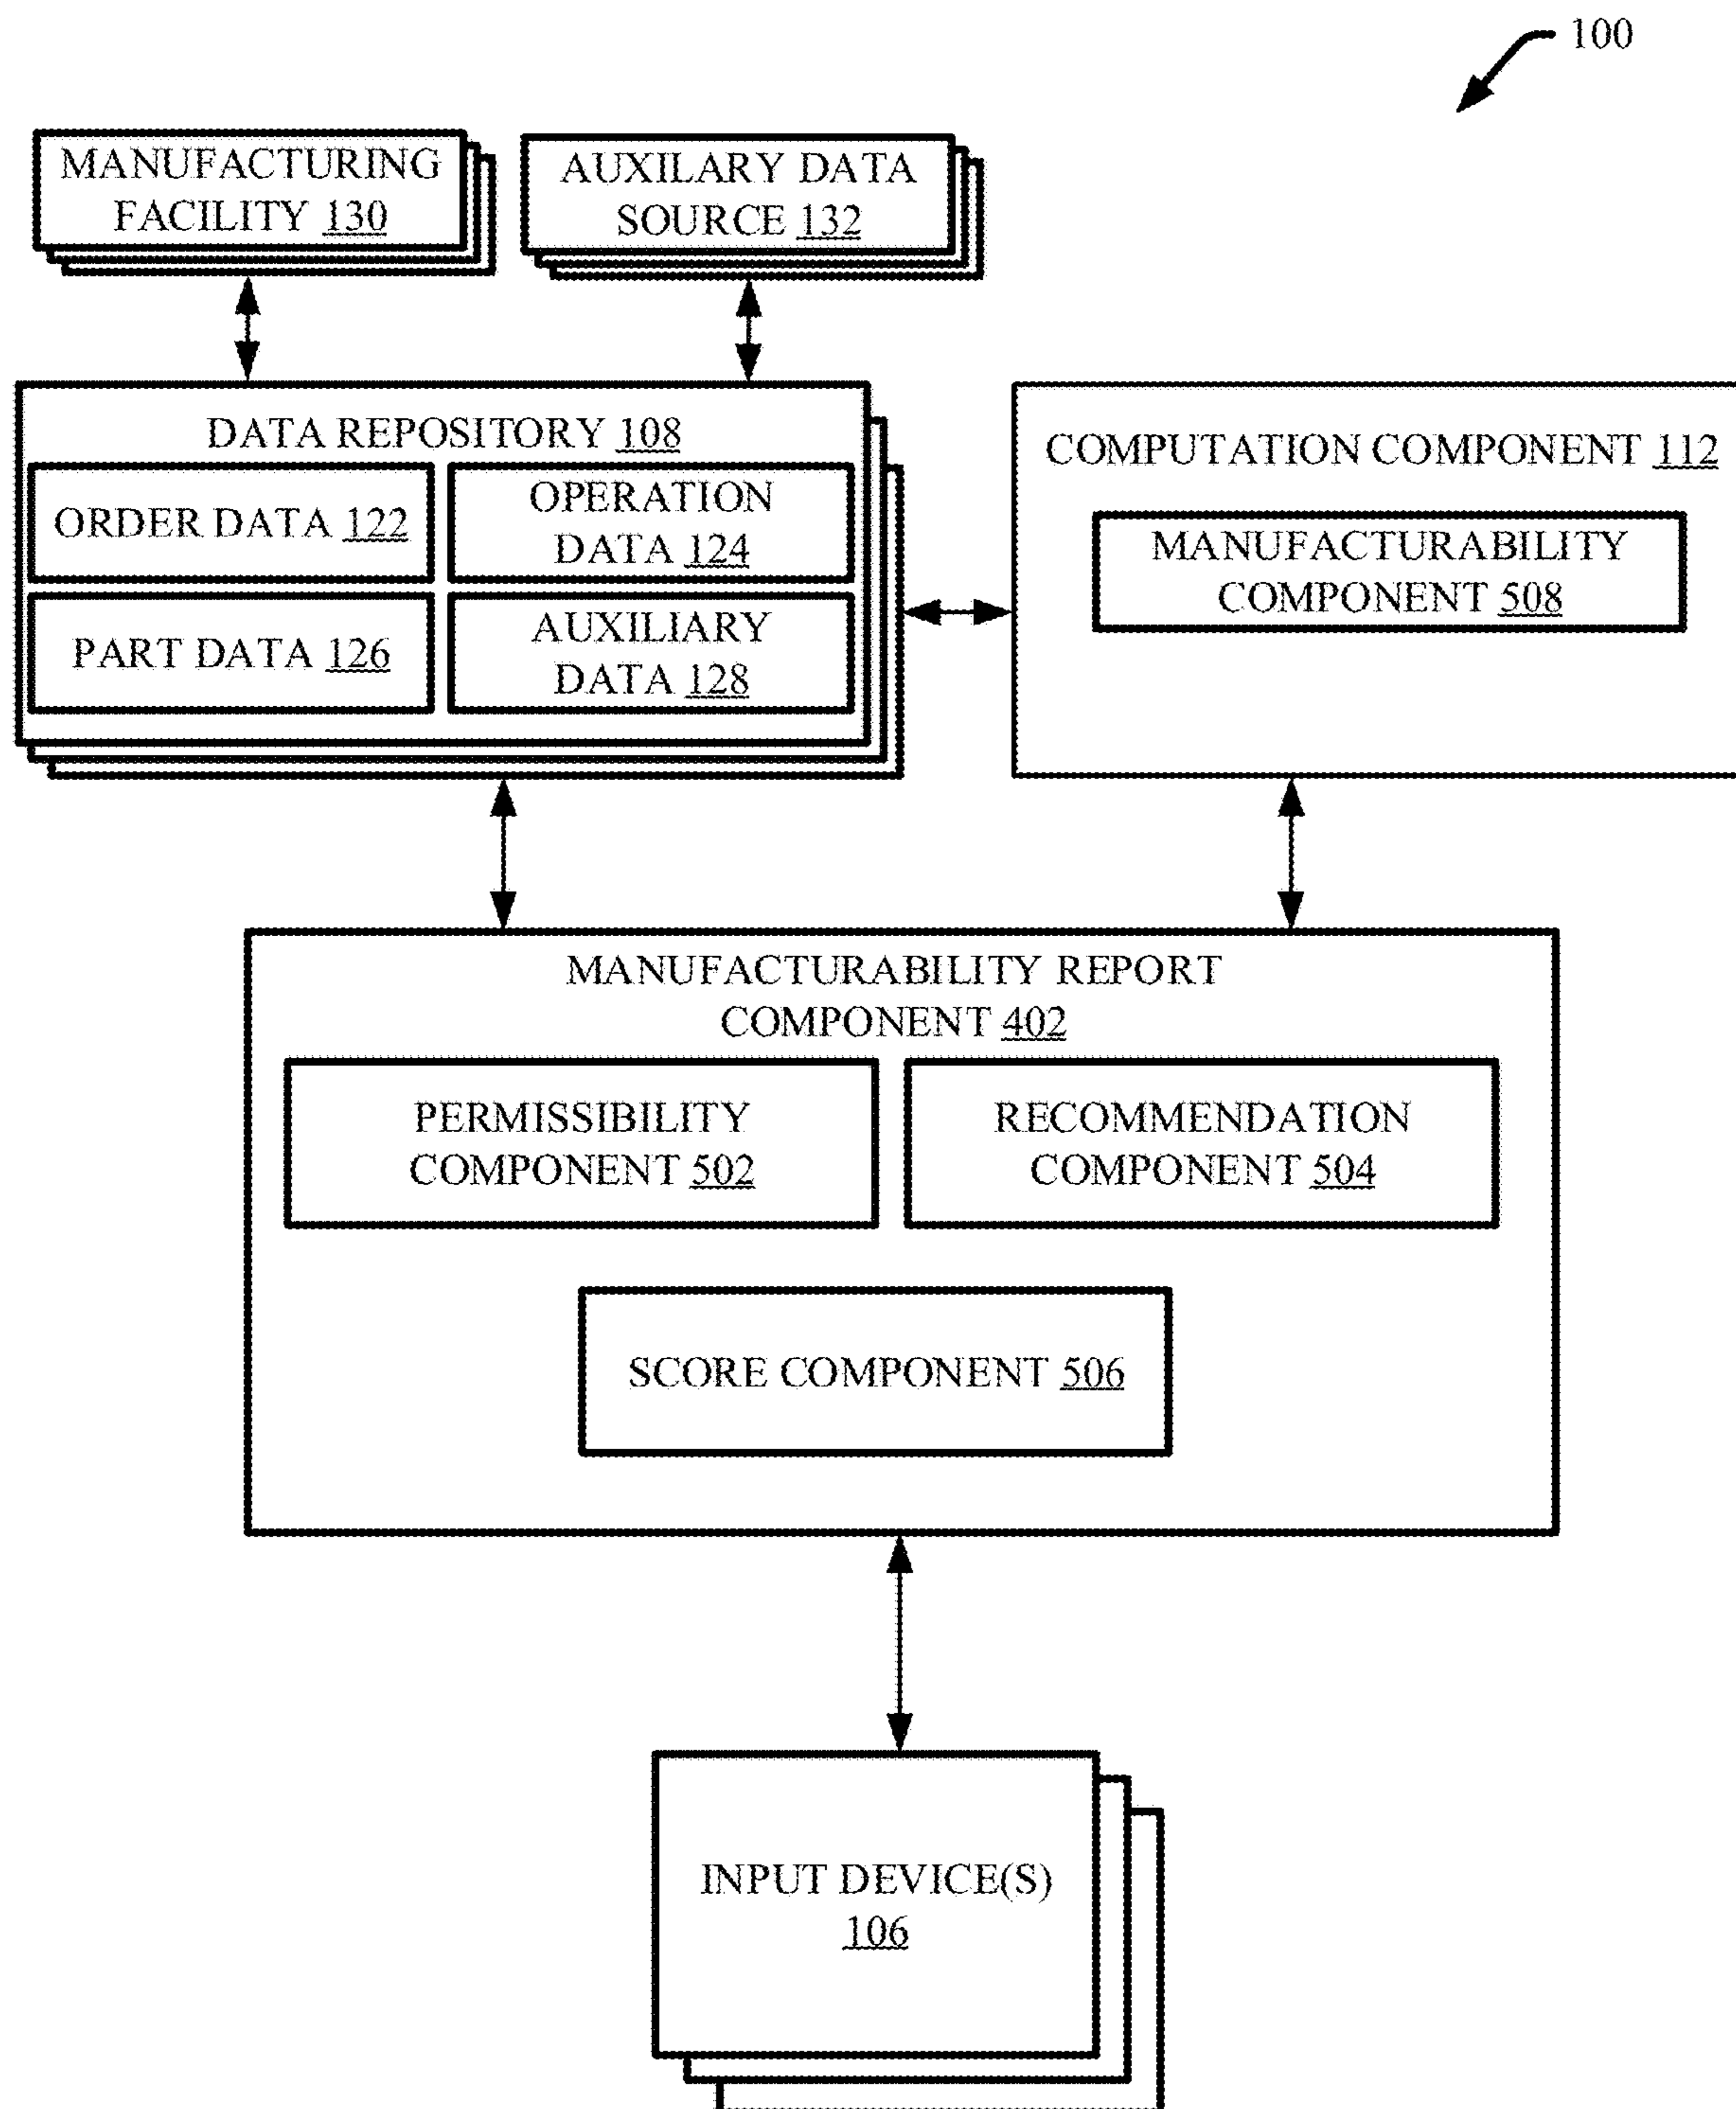 100
MANUFACTURING
FACILITY 130
AUXILARY DATA
SOURCE 132
DATA REPOSITORY 108
ORDER DATA 122
OPERATION
DATA 124
PART DATA 126
AUXILIARY
DATA 128
COMPUTATION COMPONENT 112
MANUFACTURABILITY
COMPONENT 508
MANUFACTURABILITY REPORT
COMPONENT 402
PERMISSIBILITY
COMPONENT 502
RECOMMENDATION
COMPONENT 504
SCORE COMPONENT 506
INPUT DEVICE(S)
106